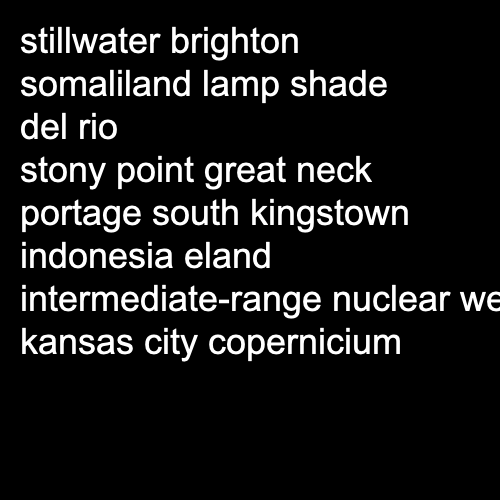 stillwater brighton
somaliland lamp shade
del rio
stony point great neck
portage south kingstown
indonesia eland
intermediate-range nuclear we
kansas city copernicium